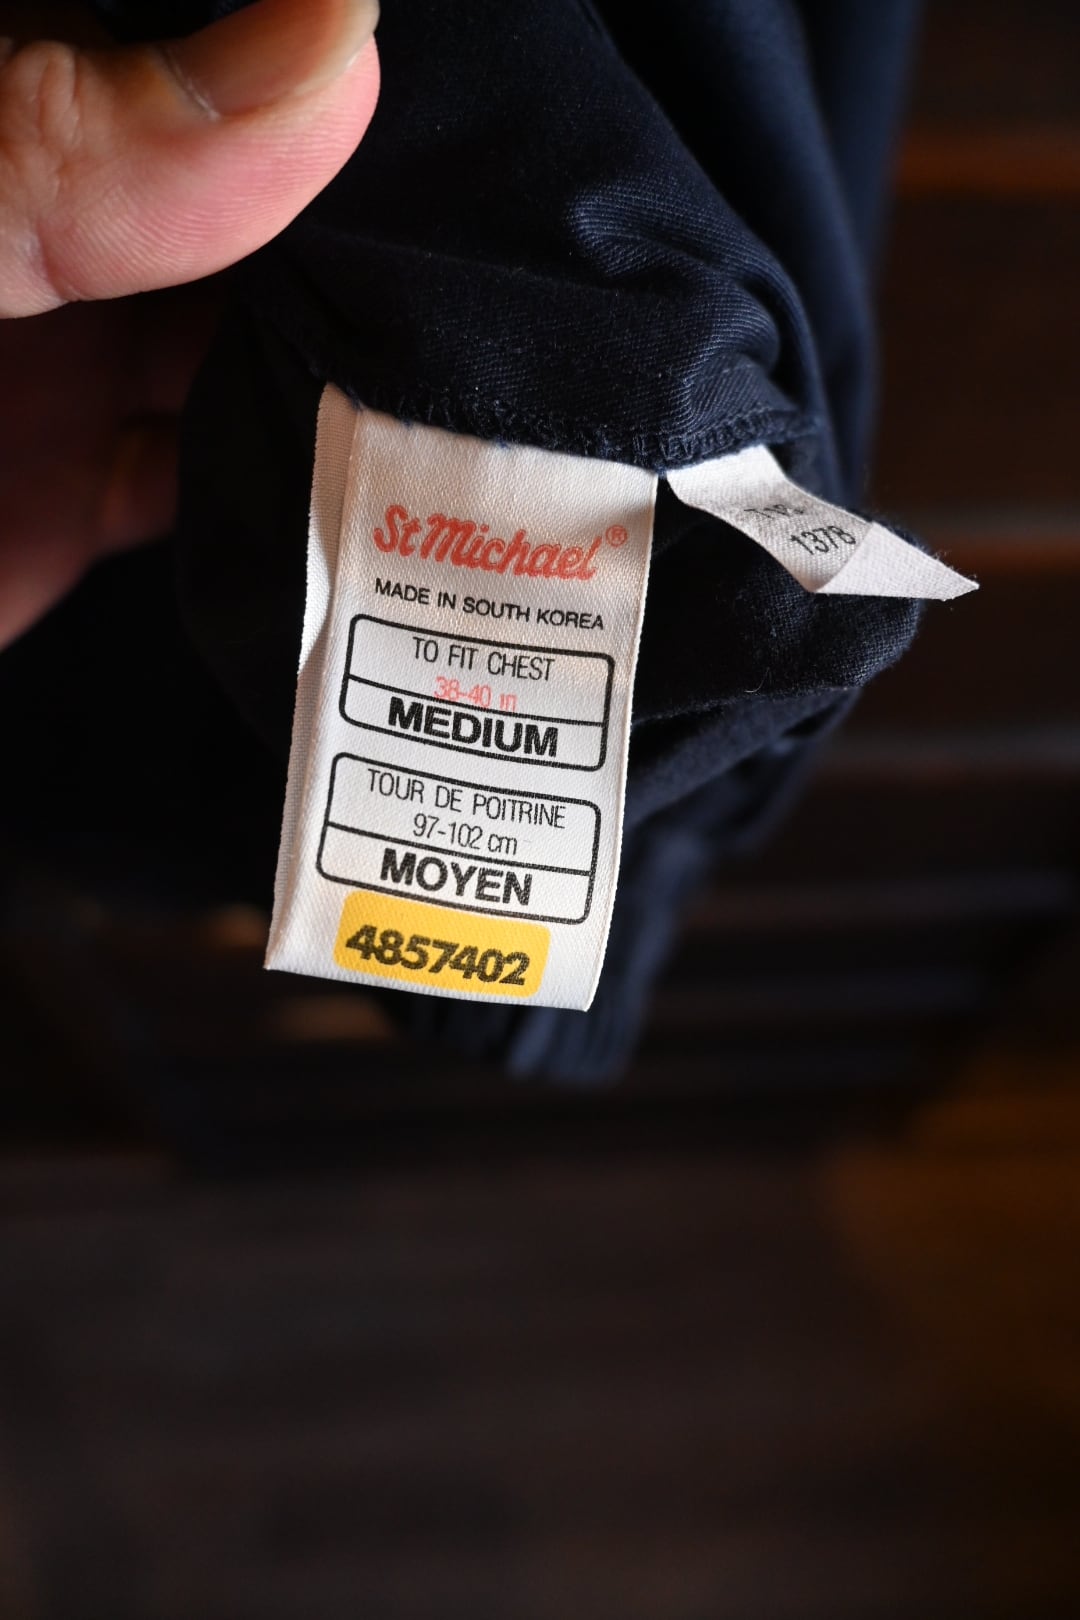 St Michael®
MADE IN SOUTH KOREA
TO FIT CHEST
38-40 in
MEDIUM
TOUR DE POITRINE
97-102 cm
MOYEN
4857402
1378